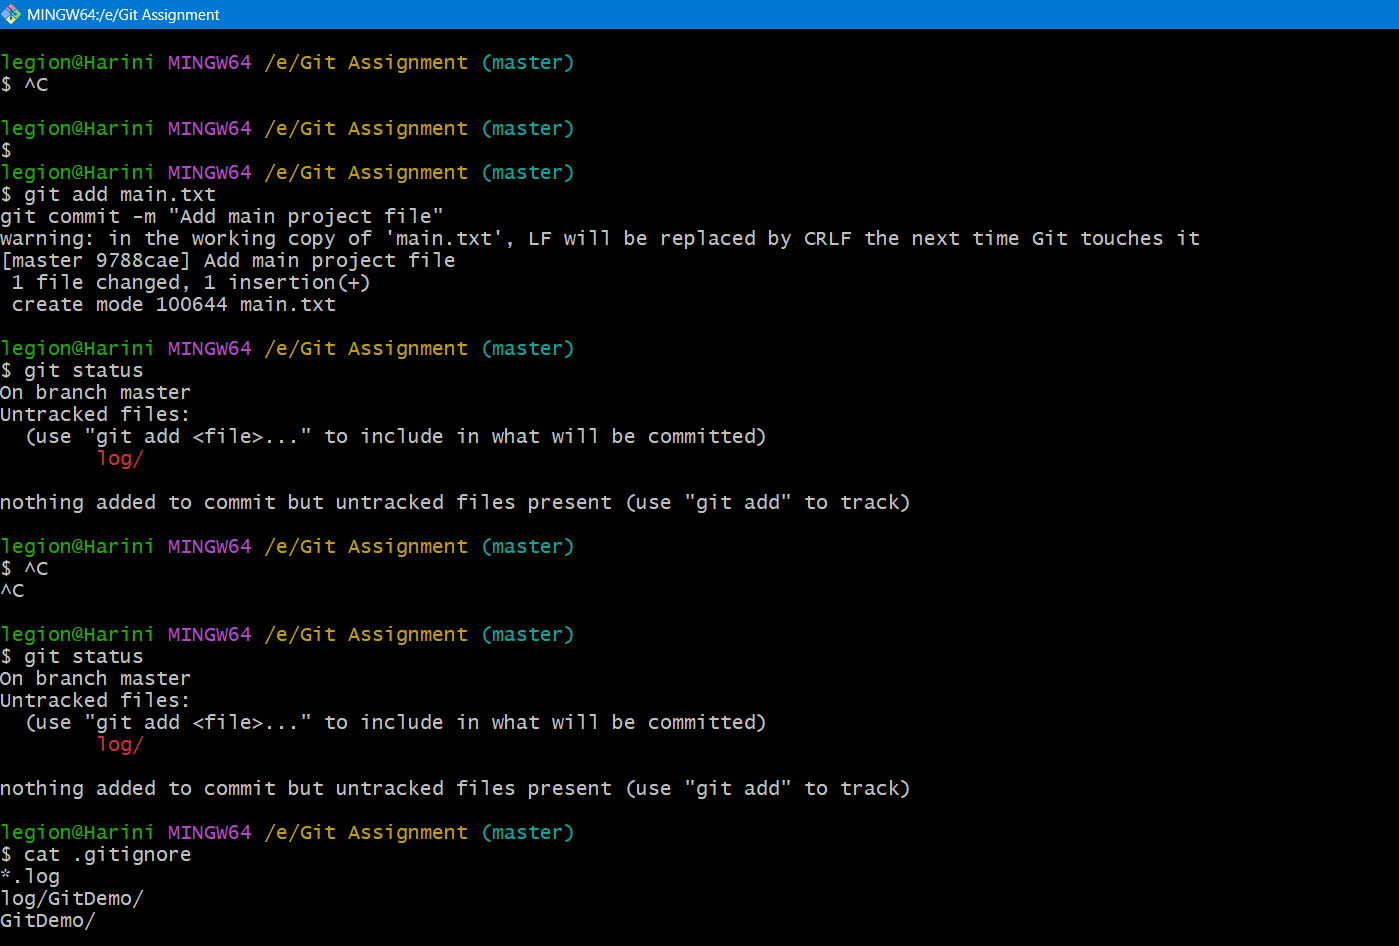 MINGW64:/e/Git Assignment
legion@Harini MINGW64 /e/Git Assignment (master)
$ ^C
legion@Harini MINGW64 /e/Git Assignment (master)
$
legion@Harini MINGW64 /e/Git Assignment (master)
$ git add main.txt
git commit -m "Add main project file"
warning: in the working copy of 'main.txt', LF will be replaced by CRLF the next time Git touches it
[master 9788cae] Add main project file
 1 file changed, 1 insertion(+)
 create mode 100644 main.txt
legion@Harini MINGW64 /e/Git Assignment (master)
$ git status
On branch master
Untracked files:
  (use "git add <file>..." to include in what will be committed)
        log/
nothing added to commit but untracked files present (use "git add" to track)
legion@Harini MINGW64 /e/Git Assignment (master)
$ ^C
^C
legion@Harini MINGW64 /e/Git Assignment (master)
$ git status
On branch master
Untracked files:
  (use "git add <file>..." to include in what will be committed)
        log/
nothing added to commit but untracked files present (use "git add" to track)
legion@Harini MINGW64 /e/Git Assignment (master)
$ cat .gitignore
*.log
log/GitDemo/
GitDemo/